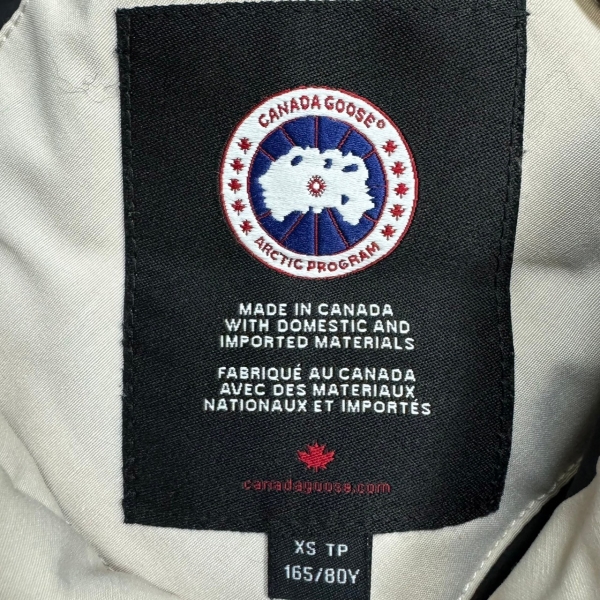 CANADA GOOSE®
ARCTIC PROGRAM
MADE IN CANADA
WITH DOMESTIC AND
IMPORTED MATERIALS
FABRIQUÉ AU CANADA
AVEC DES MATERIAUX
NATIONAUX ET IMPORTÉS
canadagoose.com
XS TP
165/80Y